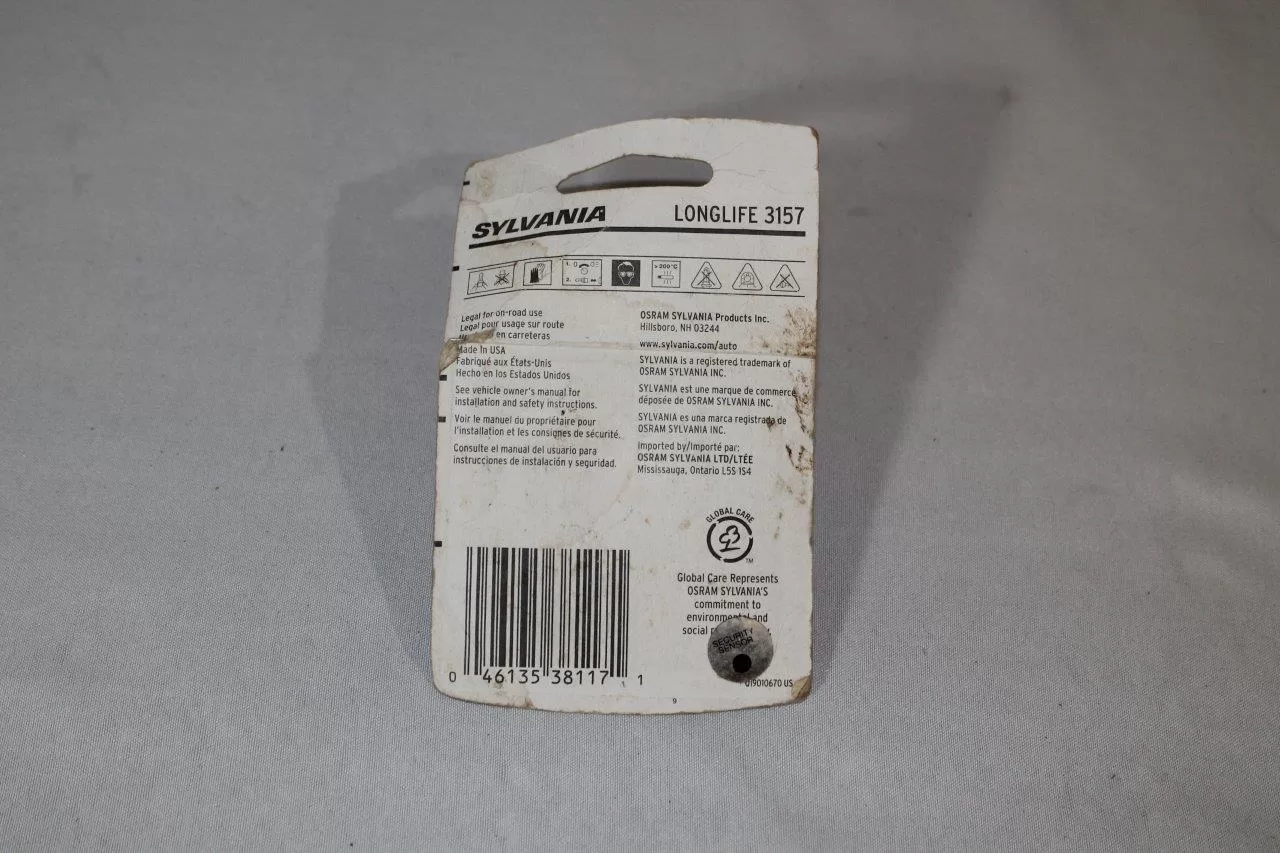 SYLVANIA LONGLIFE 3157
1.
2.
> 200°C
Legal for on-road use
Legal pour usage sur route
en carreteras
Made In USA
Fabriqué aux États-Unis
Hecho en los Estados Unidos
See vehicle owner's manual for
installation and safety instructions.
Voir le manuel du propriétaire pour
l'installation et les consignes de sécurité.
Consulte el manual del usuario para
instrucciones de instalación y seguridad.
OSRAM SYLVANIA Products Inc.
Hillsboro, NH 03244
www.sylvania.com/auto
SYLVANIA is a registered trademark of
OSRAM SYLVANIA INC.
SYLVANIA est une marque de commerce
déposée de OSRAM SYLVANIA INC.
SYLVANIA es una marca registrada de
OSRAM SYLVANIA INC.
Imported by/Importé par:
OSRAM SYLVANIA LTD/LTÉE
Mississauga, Ontario L5S 1S4
GLOBAL CARE
TM
Global Care Represents
OSRAM SYLVANIA'S
commitment to
environmental and
social
SECURITY
SENSOR
019010670 US
0 46135 38117 1
9